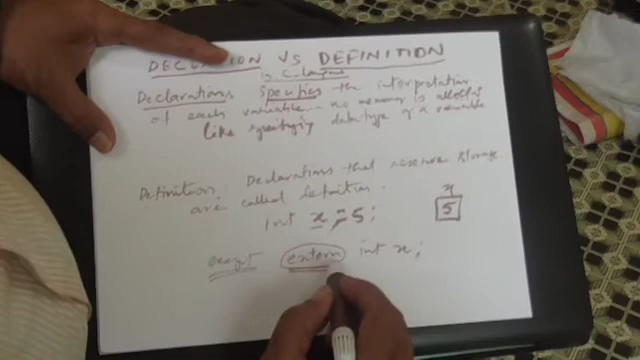 DECLARATION VS DEFINITION
in C-language
Declarations Specifies the interpretation
of each variable - no memory is allocated
like specifying datatype of a variable
Definition: Declarations that reserve storage
are called definition.
x
int x = 5;
5
except extern int x;